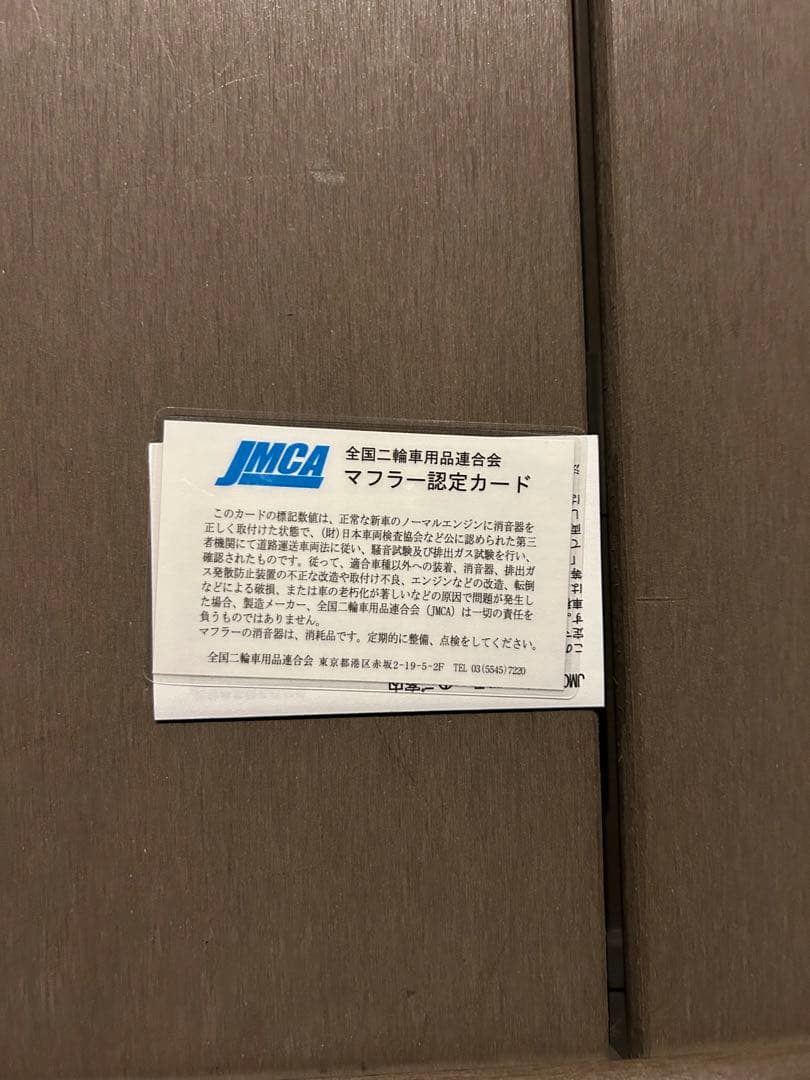 JMCA
全国二輪車用品連合会
マフラー認定カード
このカードの標記数値は、正常な新車のノーマルエンジンに消音器を
正しく取付けた状態で、(財)日本車両検査協会など公に認められた第三
者機関にて道路運送車両法に従い、騒音試験及び排出ガス試験を行い、
確認されたものです。従って、適合車種以外への装着、消音器、排出ガ
ス発散防止装置の不正な改造や取付け不良、エンジンなどの改造、転倒
などによる破損、または車の老朽化が著しいなどの原因で問題が発生し
た場合、製造メーカー、全国二輪車用品連合会(JMCA)は一切の責任を
負うものではありません。
マフラーの消音器は、消耗品です。定期的に整備、点検をしてください。
全国二輪車用品連合会 東京都港区赤坂2-19-5-2F TEL 03(5545)7220
のご案内